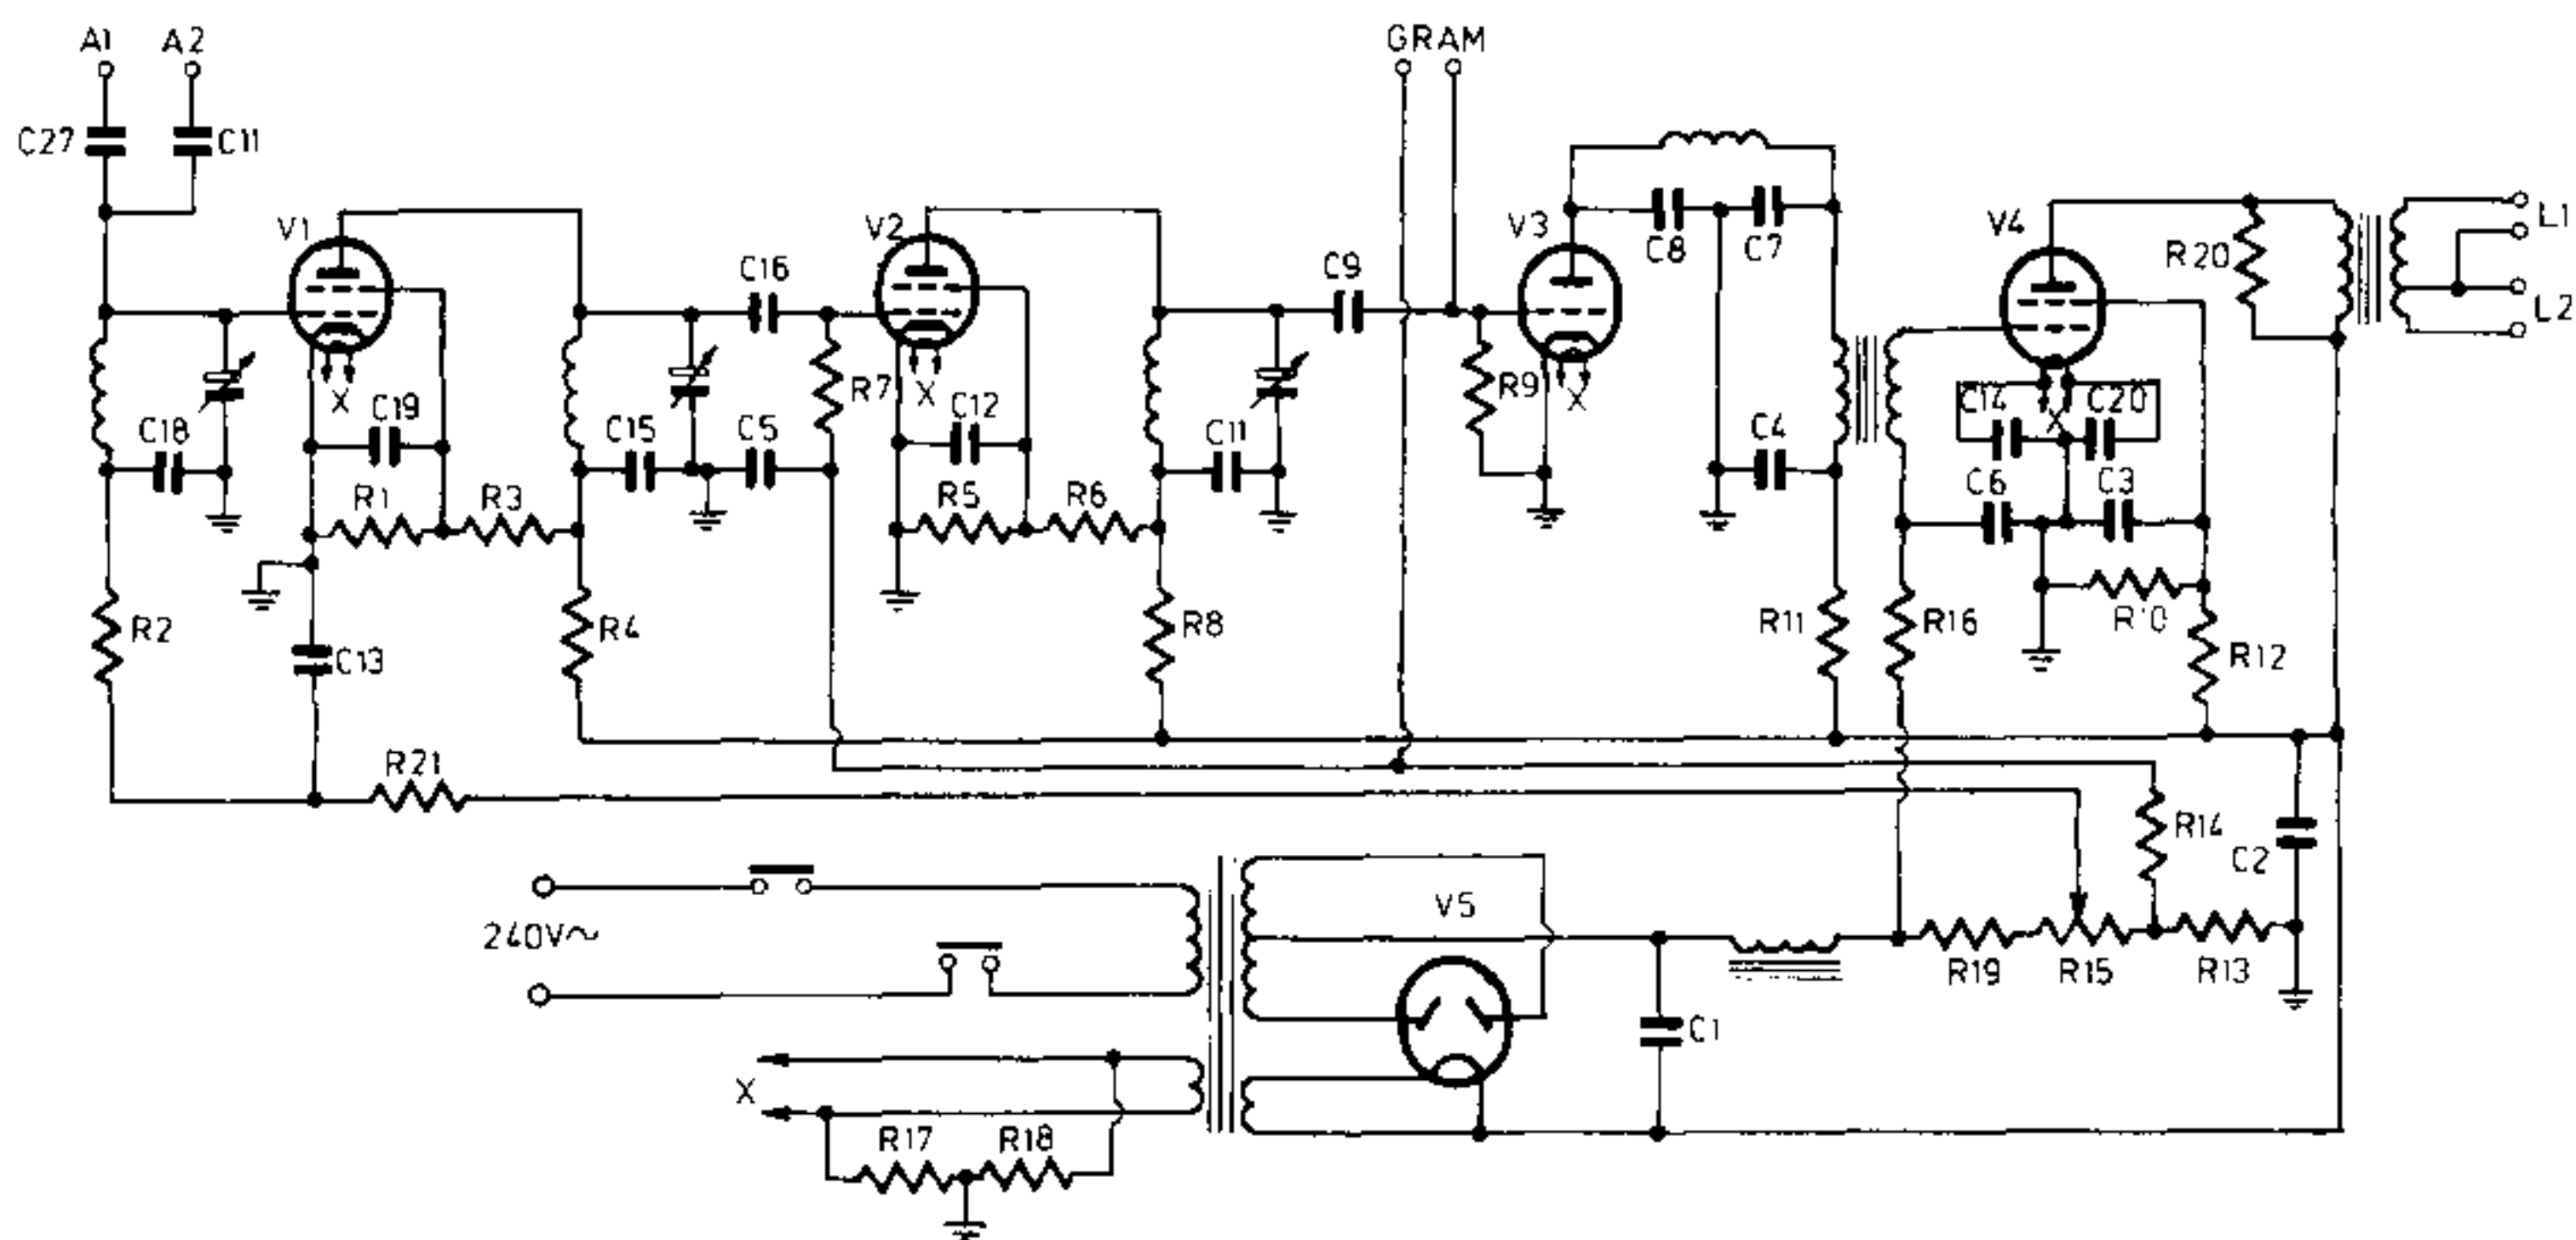 A1 A2 GRAM
C27 C11
V1 V2 V3 V4
C16 C9 C8 C7 R20 L1
L2
X C19 R7 X C12 R9 X C14 X C20
C18 C15 C5 C11 C4
R1 R3 R5 R6 C6 C3
R2 R4 R8 R11 R16 R10
C13 R12
R21
R14
C2
240V~ V5
R19 R15 R13
C1
X
R17 R18